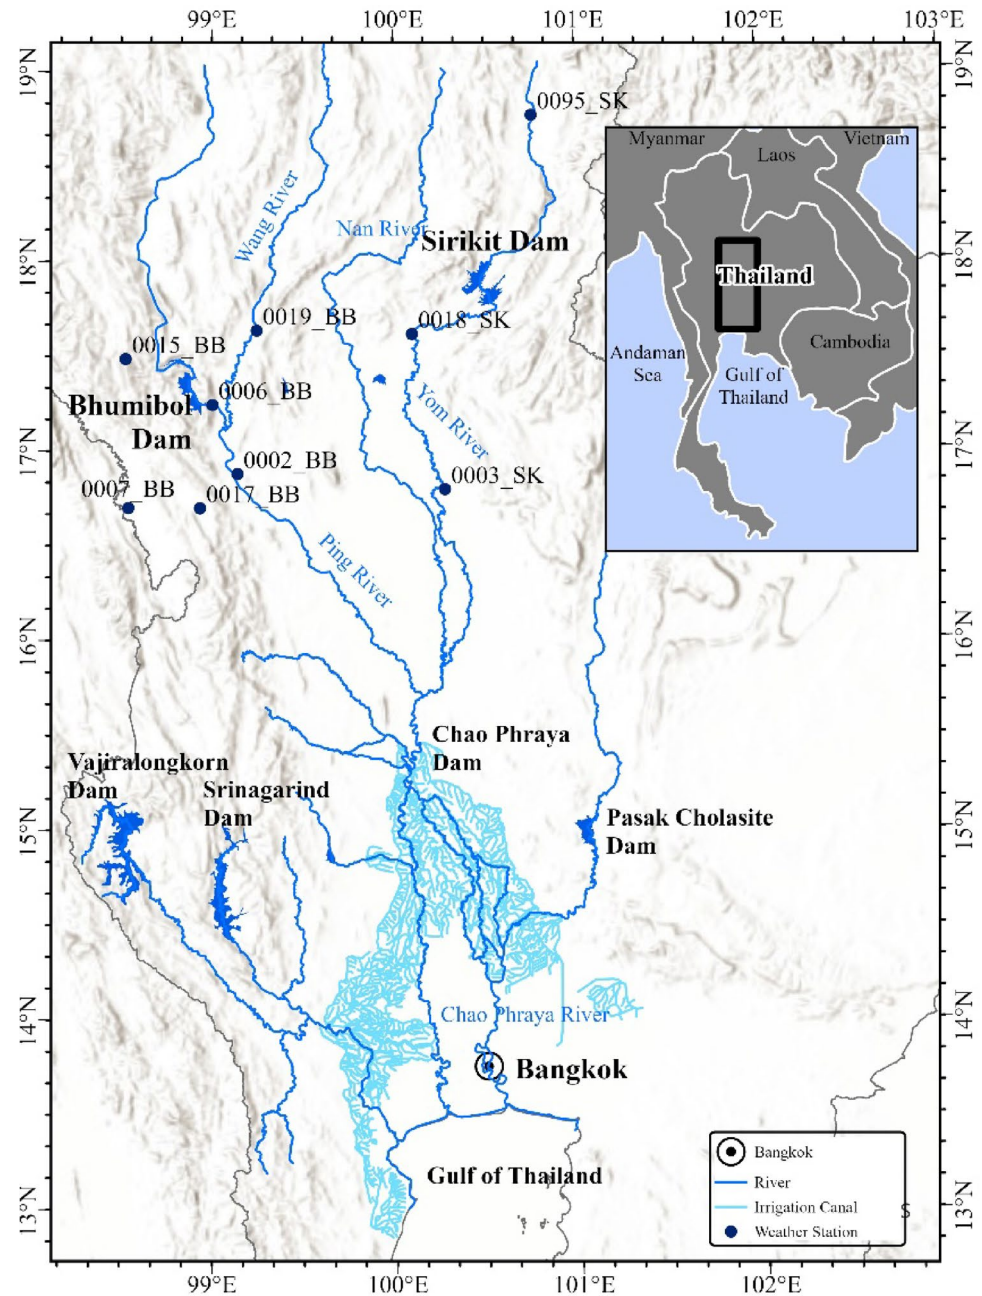 99°E
100°E
101°E
102°E
103°E
19°N
19°N
0095_SK
Myanmar
Vietnam
Laos
Wang River
Nan River
Sirikit Dam
18°N
18°N
Thailand
0019_BB
0018_SK
0015_BB
Cambodia
Andaman
Sea
Gulf of
Thailand
0006_BB
Bhumibol
Dam
Yom River
17°N
17°N
0002_BB
0003_SK
0007_BB
0017_BB
Ping River
16°N
16°N
Chao Phraya
Dam
Vajiralongkorn
Dam
Srinagarind
Dam
15°N
15°N
Pasak Cholasite
Dam
14°N
14°N
Chao Phraya River
Bangkok
Gulf of Thailand
Bangkok
River
Irrigation Canal
Weather Station
S
13°N
13°N
99°E
100°E
101°E
102°E